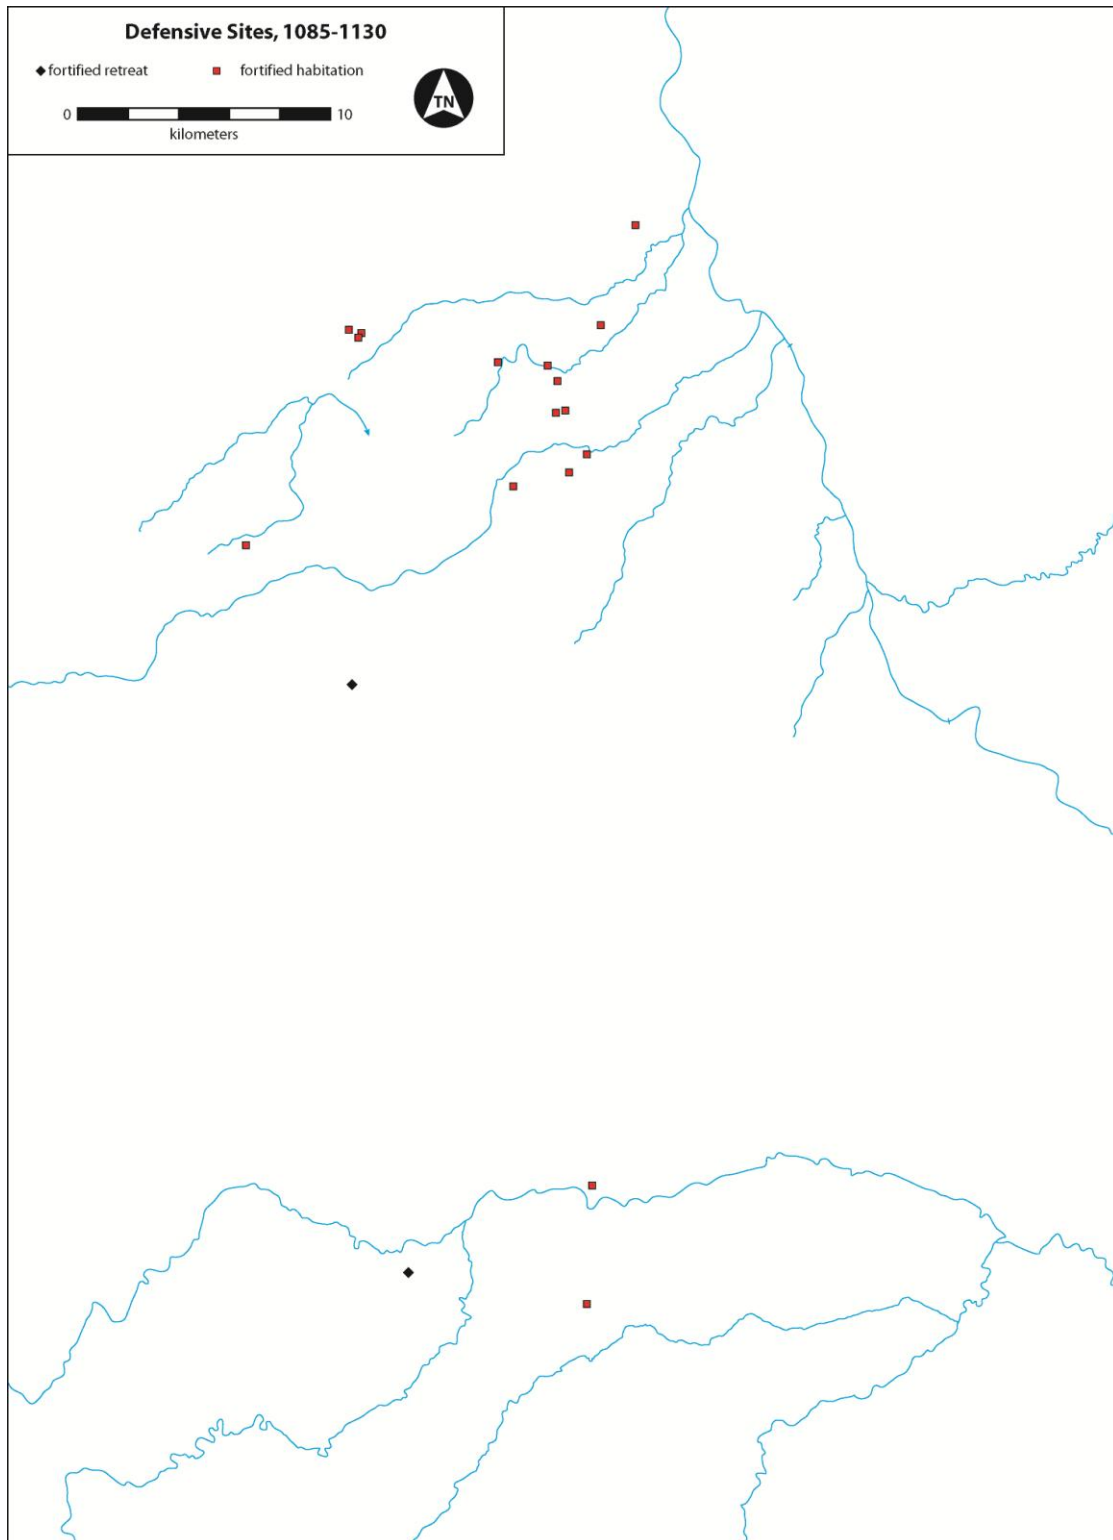 Defensive Sites, 1085-1130
fortified retreat fortified habitation
0 10
kilometers
TN